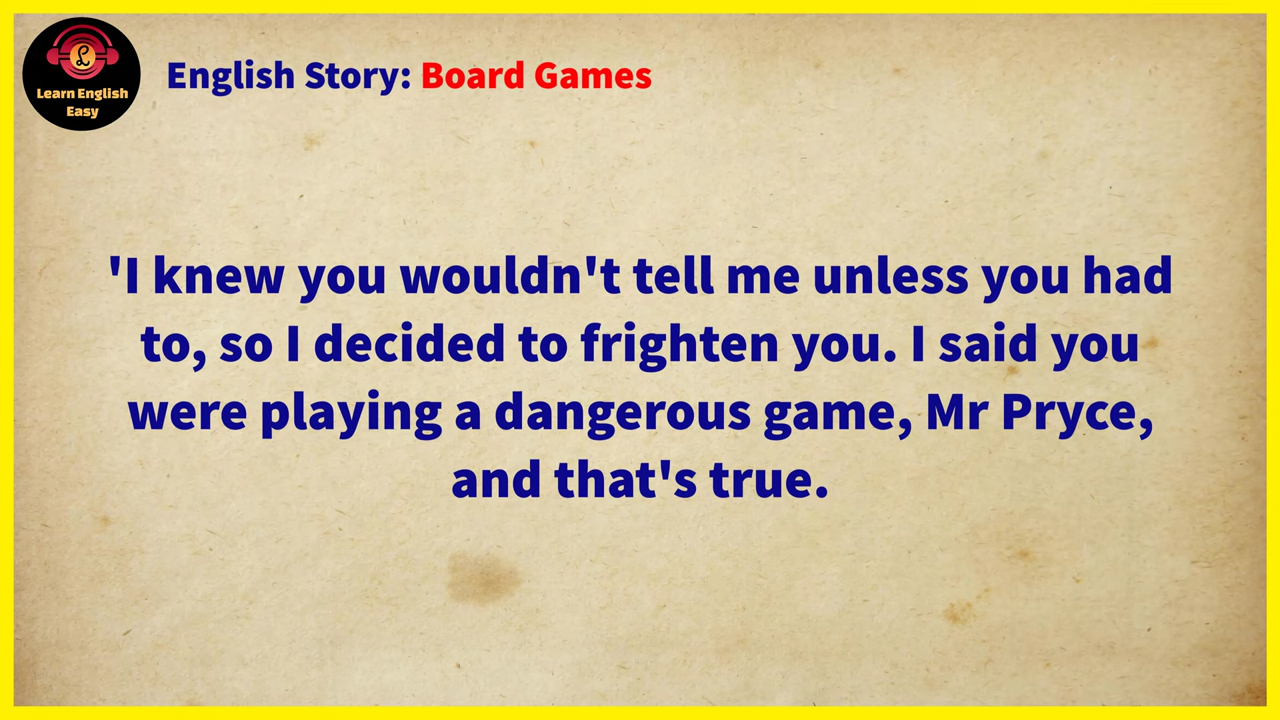 Learn English
Easy
English Story: Board Games
'I knew you wouldn't tell me unless you had
to, so I decided to frighten you. I said you
were playing a dangerous game, Mr Pryce,
and that's true.